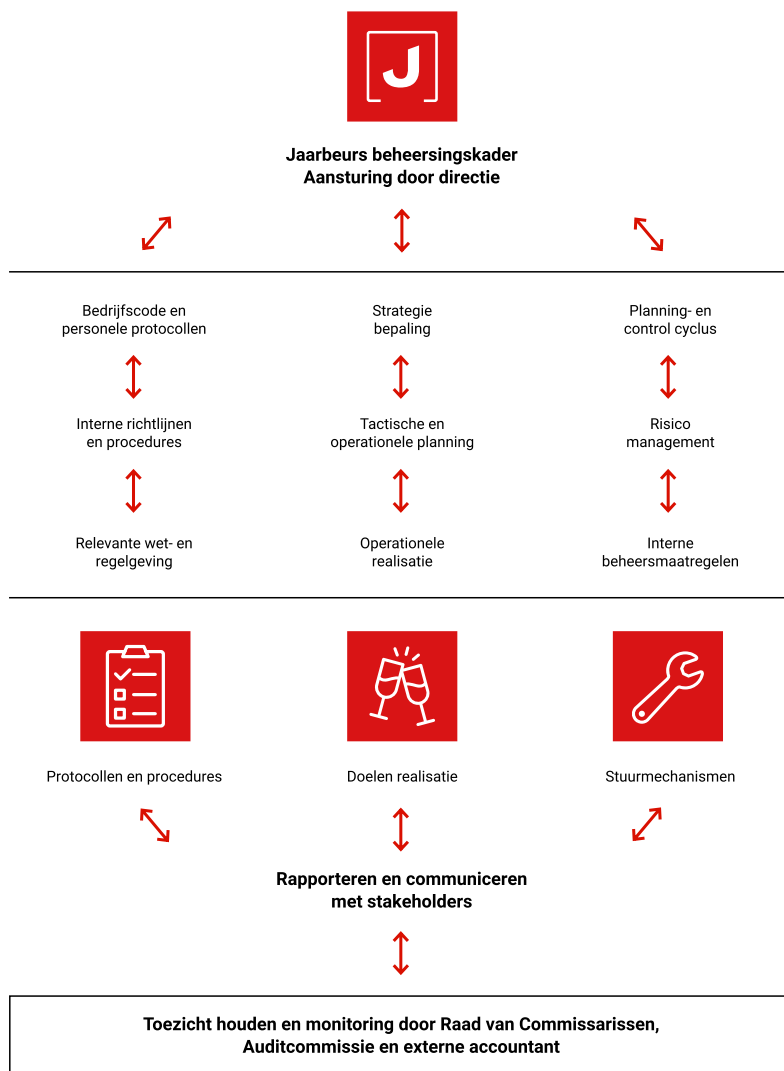 J
Jaarbeurs beheersingskader
Aansturing door directie
Bedrijfscode en
personele protocollen
Strategie
bepaling
Planning- en
control cyclus
Interne richtlijnen
en procedures
Tactische en
operationele planning
Risico
management
Relevante wet- en
regelgeving
Operationele
realisatie
Interne
beheersmaatregelen
Protocollen en procedures
Doelen realisatie
Stuurmechanismen
Rapporteren en communiceren
met stakeholders
Toezicht houden en monitoring door Raad van Commissarissen,
Auditcommissie en externe accountant